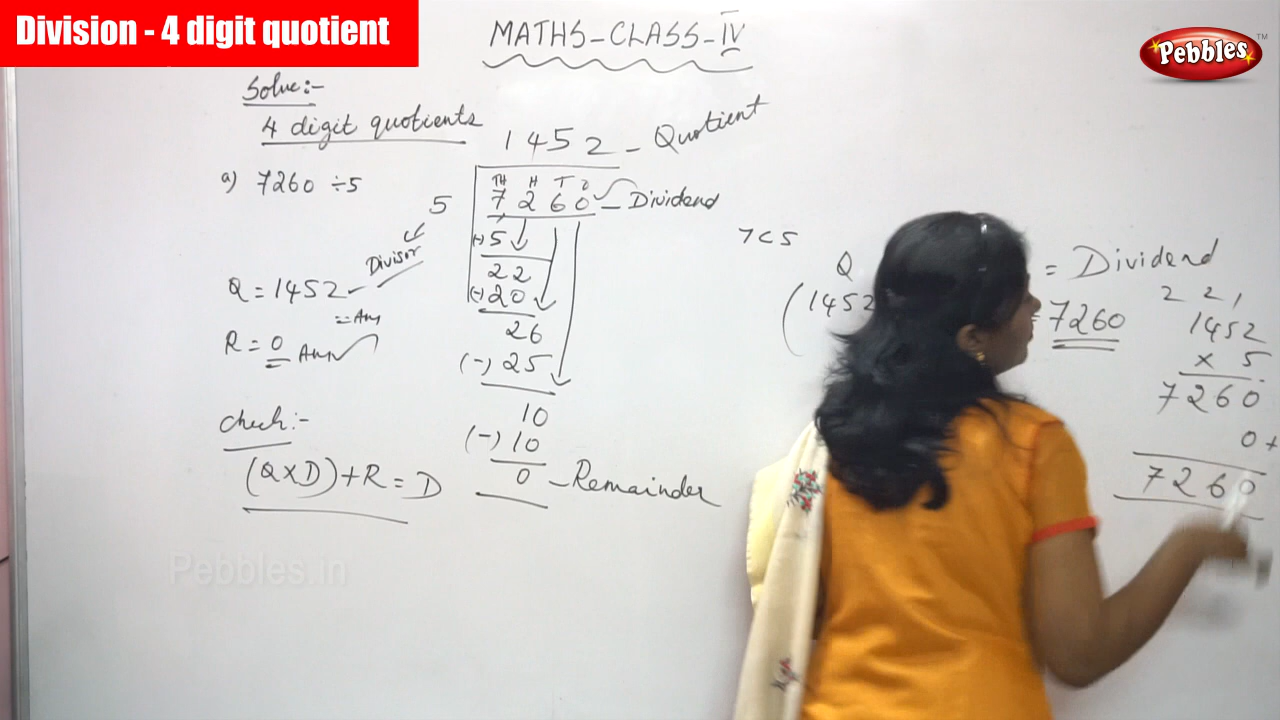 Division - 4 digit quotient
MATHS-CLASS-IV
Pebbles TM
Solve:-
4 digit quotients
a) 7260 ÷ 5
1452 - Quotient
TH H T O
5 7260 - Dividend
Divisor
(-) 5
22
(-) 20
26
(-) 25
10
(-) 10
0 - Remainder
Q = 1452
= Ans
R = 0 Ans
Check:-
(Q×D)+R = D
7<5
Q = Dividend
(1452 = 7260
2 2 1
1452
× 5
7260
0 +
7260
Pebbles.in